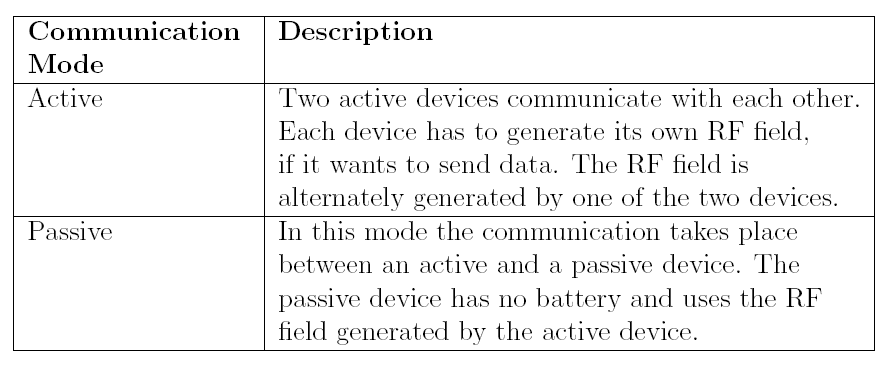 Communication Mode
Description
Active
Two active devices communicate with each other.
Each device has to generate its own RF field,
if it wants to send data. The RF field is
alternately generated by one of the two devices.
Passive
In this mode the communication takes place
between an active and a passive device. The
passive device has no battery and uses the RF
field generated by the active device.